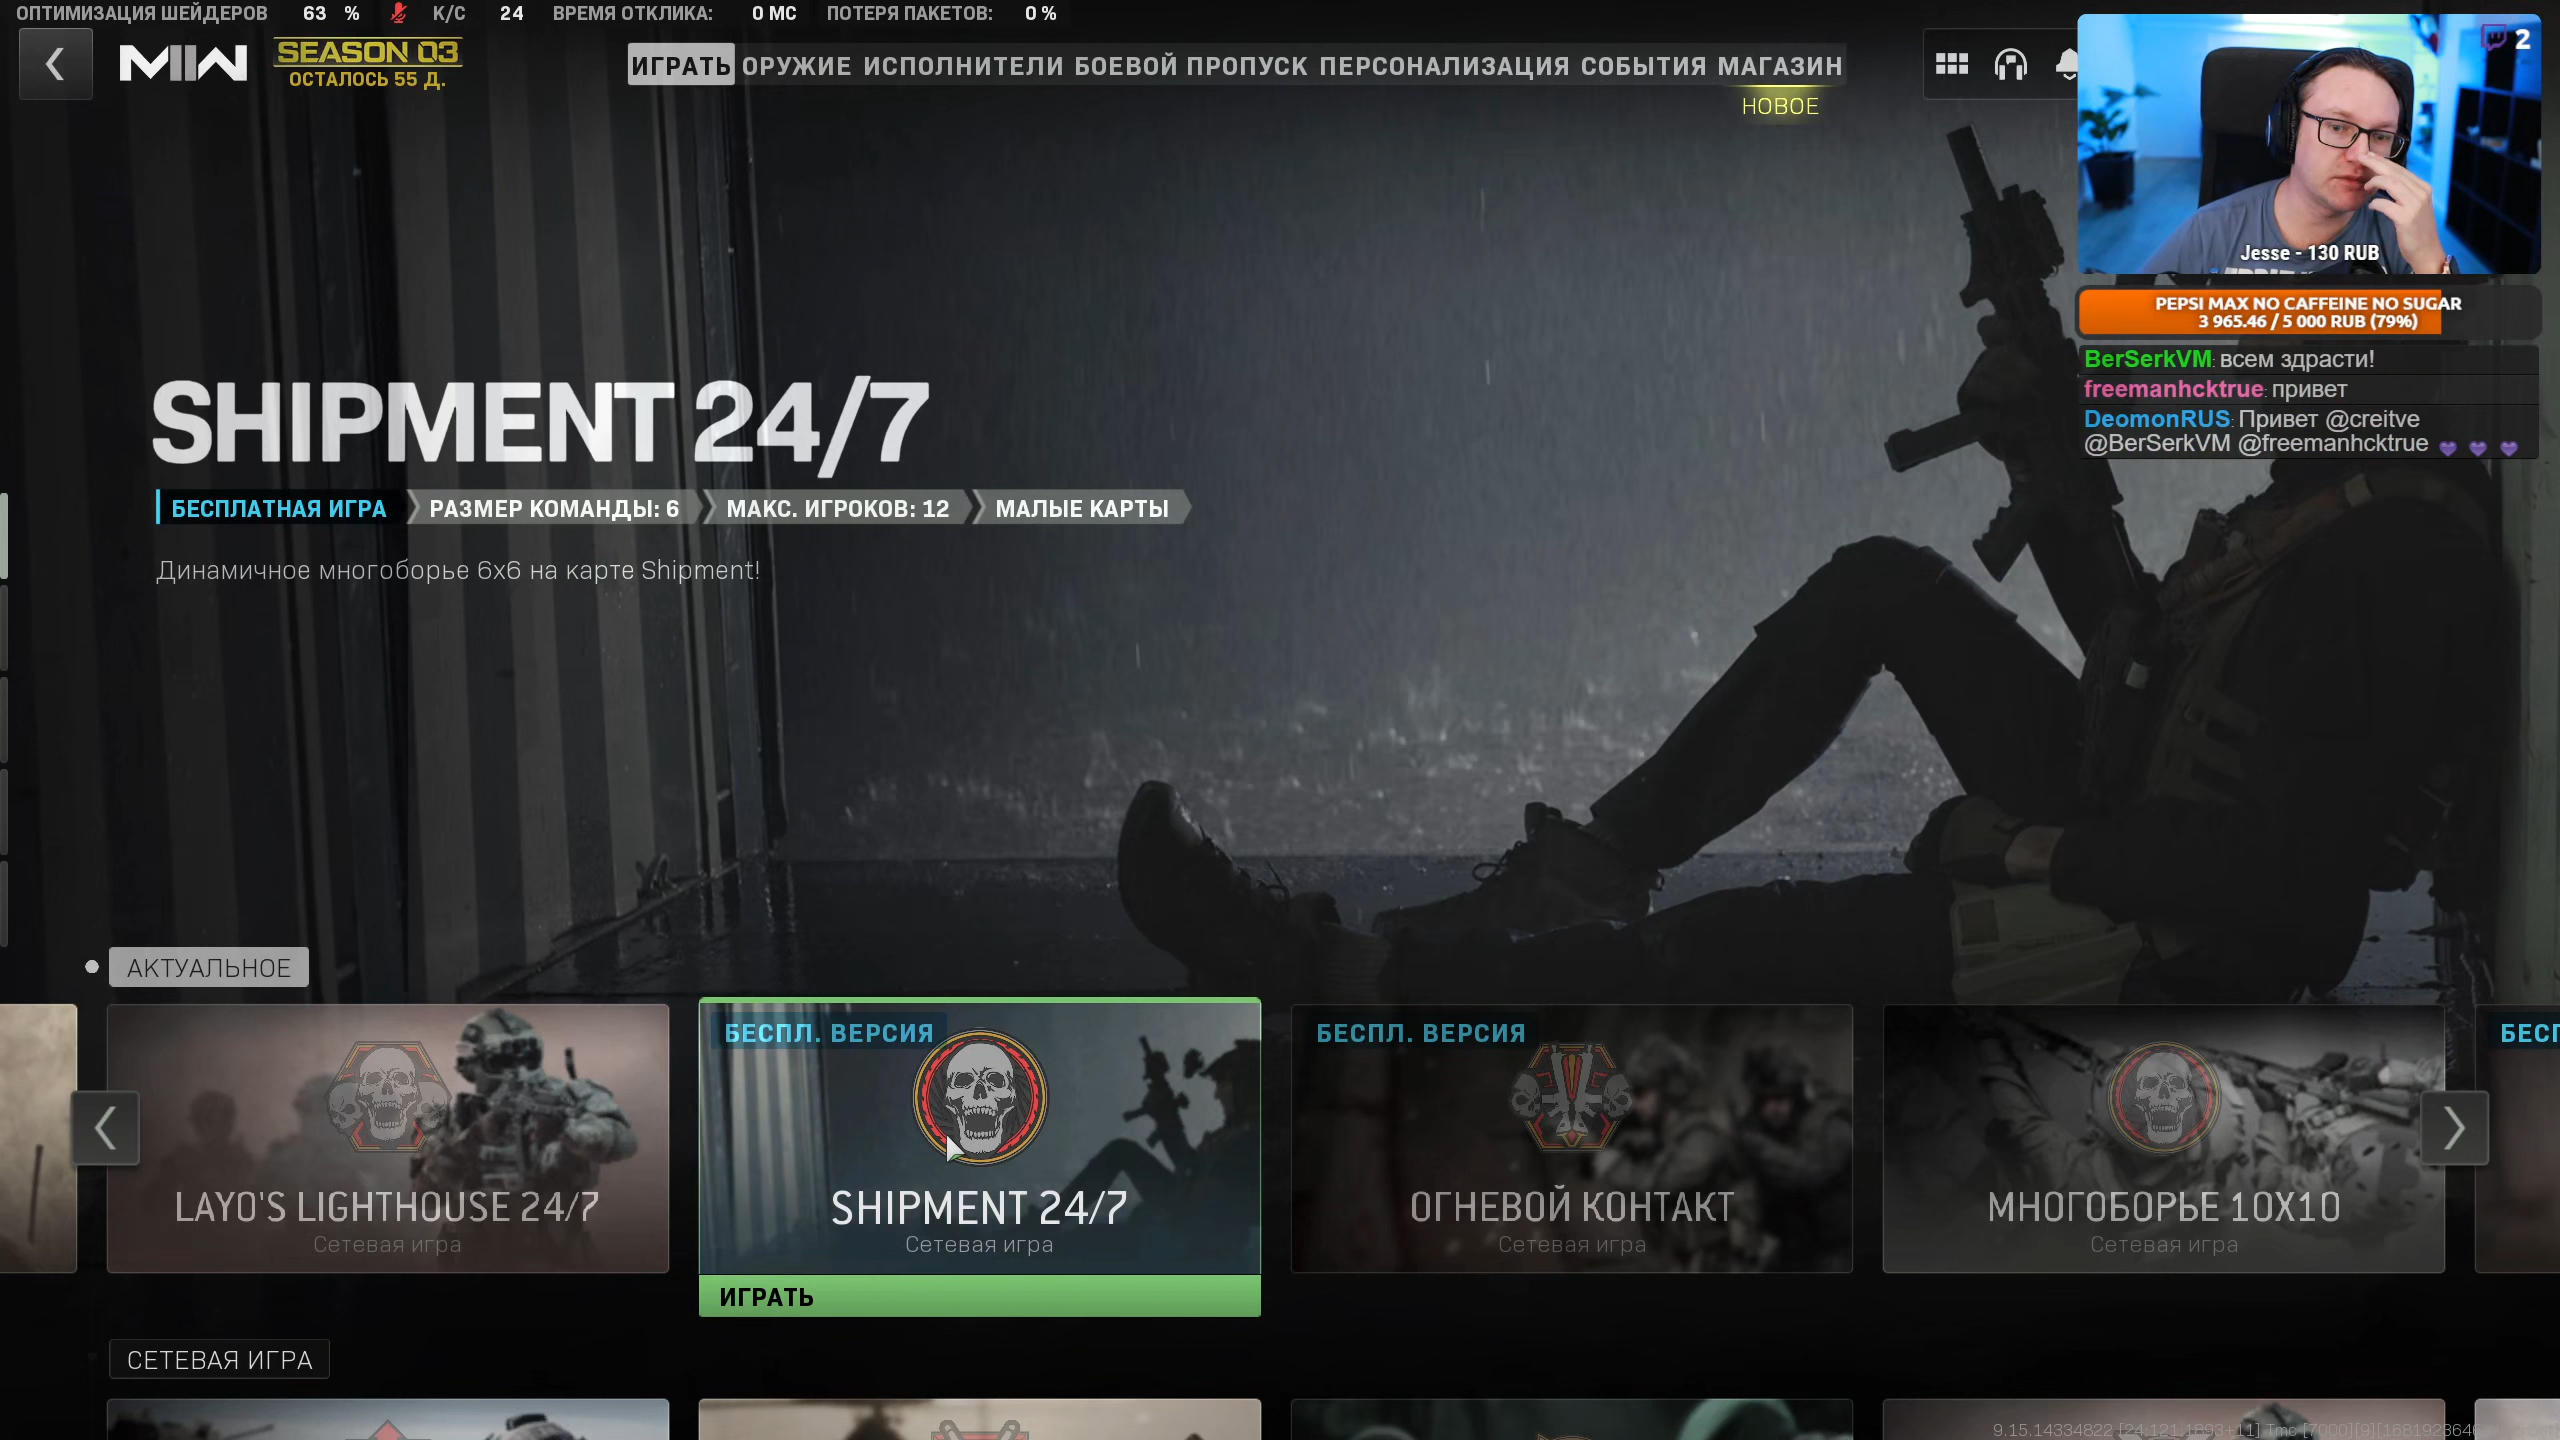 ОПТИМИЗАЦИЯ ШЕЙДЕРОВ 63 % К/С 24 ВРЕМЯ ОТКЛИКА: 0 МС ПОТЕРЯ ПАКЕТОВ: 0 %
MIIW
SEASON 03
ОСТАЛОСЬ 55 Д.
ИГРАТЬ ОРУЖИЕ ИСПОЛНИТЕЛИ БОЕВОЙ ПРОПУСК ПЕРСОНАЛИЗАЦИЯ СОБЫТИЯ МАГАЗИН
НОВОЕ
2
Jesse - 130 RUB
PEPSI MAX NO CAFFEINE NO SUGAR
3 965.46 / 5 000 RUB (79%)
BerSerkVM: всем здрасти!
freemanhcktrue: привет
DeomonRUS: Привет @creitve
@BerSerkVM @freemanhcktrue
SHIPMENT 24/7
БЕСПЛАТНАЯ ИГРА РАЗМЕР КОМАНДЫ: 6 МАКС. ИГРОКОВ: 12 МАЛЫЕ КАРТЫ
Динамичное многоборье 6х6 на карте Shipment!
АКТУАЛЬНОЕ
LAYO'S LIGHTHOUSE 24/7
Сетевая игра
БЕСПЛ. ВЕРСИЯ
SHIPMENT 24/7
Сетевая игра
ИГРАТЬ
БЕСПЛ. ВЕРСИЯ
ОГНЕВОЙ КОНТАКТ
Сетевая игра
МНОГОБОРЬЕ 10X10
Сетевая игра
СЕТЕВАЯ ИГРА